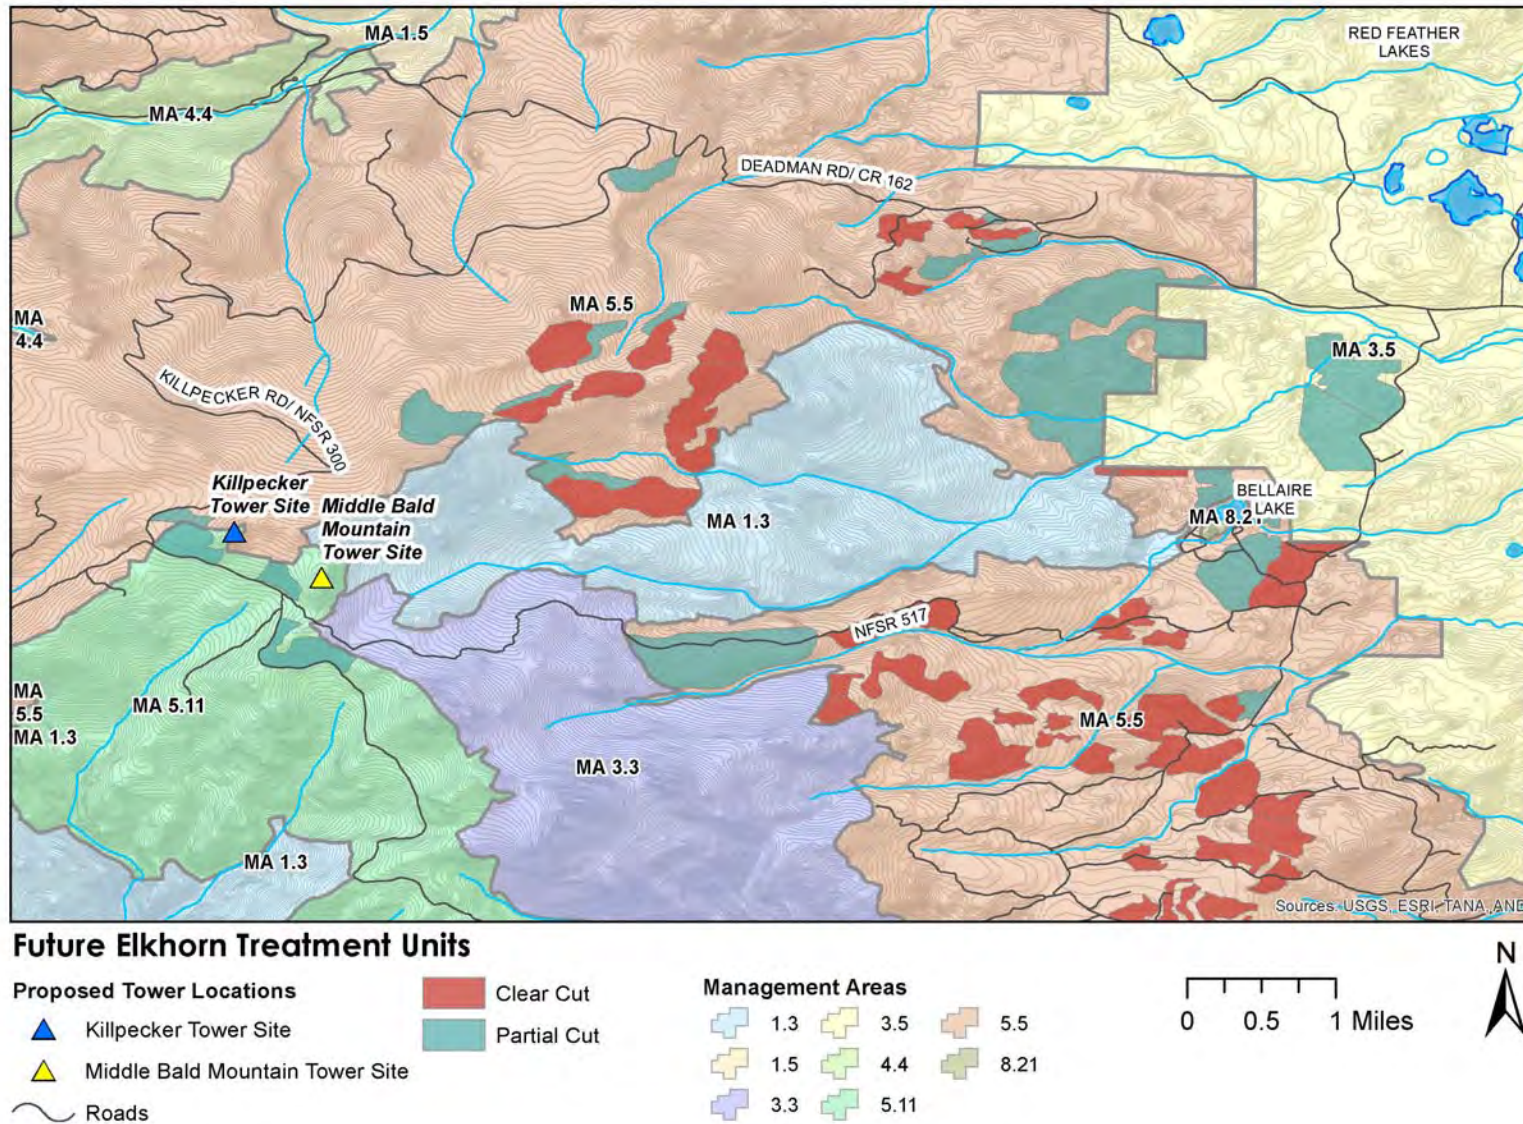 MA 1.5
RED FEATHER
LAKES
MA 4.4
DEADMAN RD/ CR 162
MA
4.4
MA 5.5
MA 3.5
KILLPECKER RD/ NFSR 300
Killpecker
Tower Site
Middle Bald
Mountain
Tower Site
BELLAIRE
LAKE
MA 8.21
MA 1.3
NFSR 517
MA
5.5
MA 1.3
MA 5.11
MA 5.5
MA 3.3
MA 1.3
Sources: USGS, ESRI, TANA, AND
Future Elkhorn Treatment Units
Proposed Tower Locations
Killpecker Tower Site
Middle Bald Mountain Tower Site
Roads
Clear Cut
Partial Cut
Management Areas
1.3 3.5 5.5
1.5 4.4 8.21
3.3 5.11
0 0.5 1 Miles
N